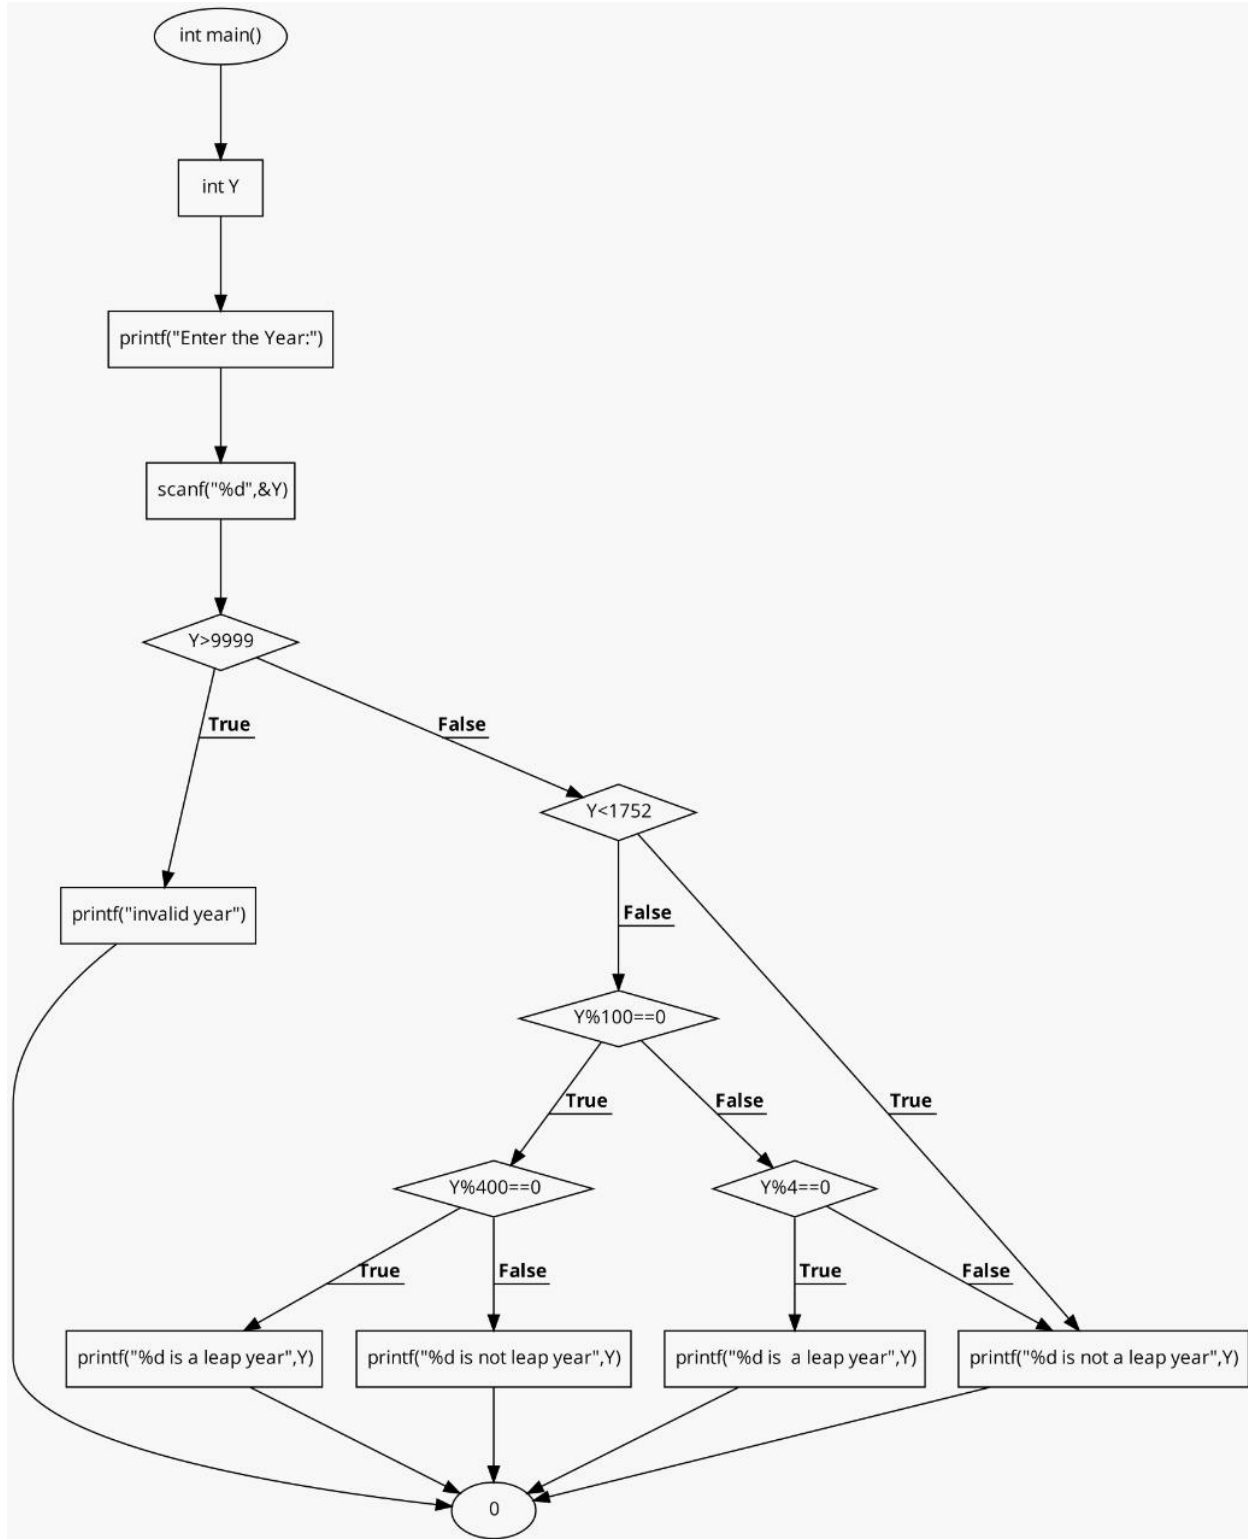 int main()
int Y
printf("Enter the Year:")
scanf("%d",&Y)
Y>9999
True
False
Y<1752
printf("invalid year")
False
Y%100==0
True
False
True
Y%400==0
Y%4==0
True
False
True
False
printf("%d is a leap year",Y)
printf("%d is not leap year",Y)
printf("%d is  a leap year",Y)
printf("%d is not a leap year",Y)
0